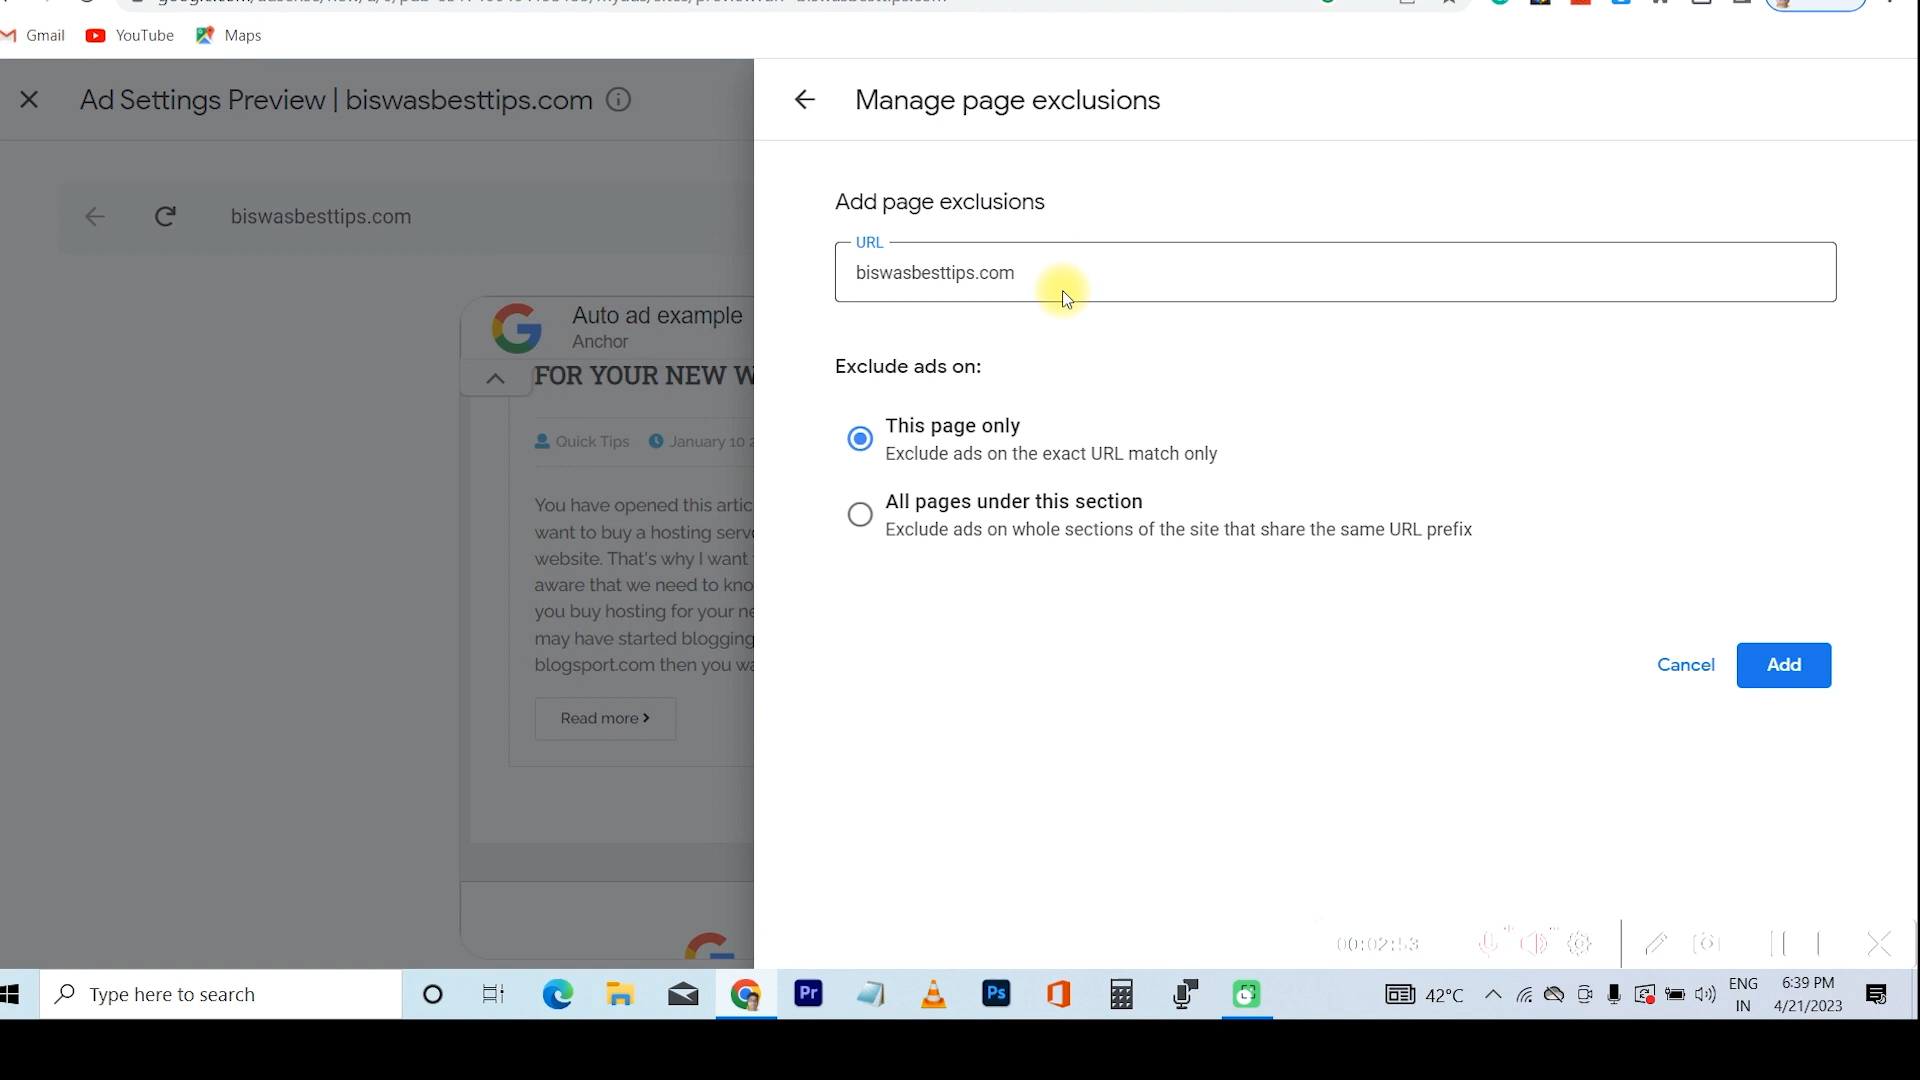 Gmail YouTube Maps
Ad Settings Preview | biswasbesttips.com
Manage page exclusions
Add page exclusions
URL
biswasbesttips.com
biswasbesttips.com
Auto ad example
Anchor
FOR YOUR NEW
Exclude ads on:
This page only
Exclude ads on the exact URL match only
Quick Tips January 10
All pages under this section
Exclude ads on whole sections of the site that share the same URL prefix
You have opened this artic
want to buy a hosting serv
website. That's why I want
aware that we need to kno
you buy hosting for your ne
may have started blogging
blogsport.com then you wa
Cancel Add
Read more
00:02:53
Type here to search
Pr
Ps
42°C
ENG
IN
6:39 PM
4/21/2023